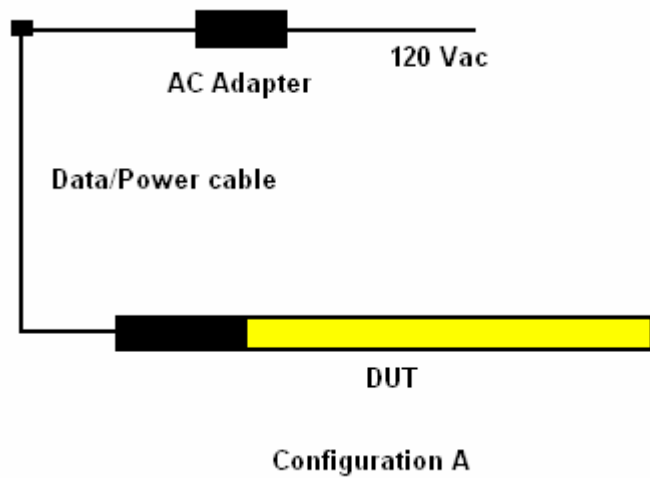 120 Vac
AC Adapter
Data/Power cable
DUT
Configuration A